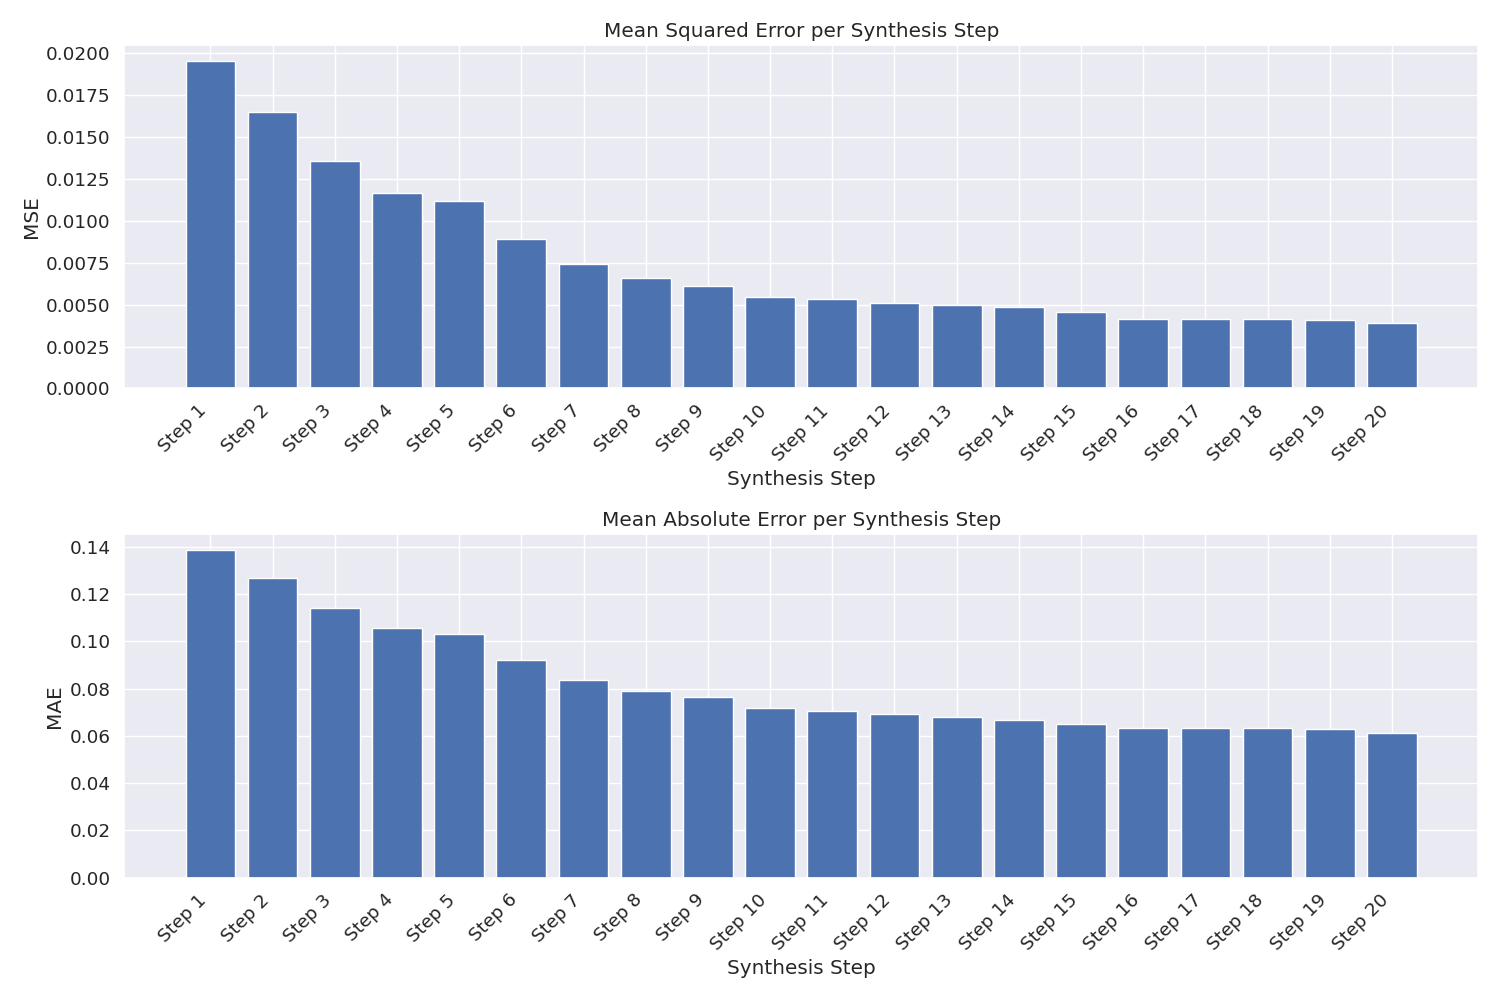 Mean Squared Error per Synthesis Step
MSE
0.0200
0.0175
0.0150
0.0125
0.0100
0.0075
0.0050
0.0025
0.0000
Step 1
Step 2
Step 3
Step 4
Step 5
Step 6
Step 7
Step 8
Step 9
Step 10
Step 11
Step 12
Step 13
Step 14
Step 15
Step 16
Step 17
Step 18
Step 19
Step 20
Synthesis Step
Mean Absolute Error per Synthesis Step
MAE
0.14
0.12
0.10
0.08
0.06
0.04
0.02
0.00
Step 1
Step 2
Step 3
Step 4
Step 5
Step 6
Step 7
Step 8
Step 9
Step 10
Step 11
Step 12
Step 13
Step 14
Step 15
Step 16
Step 17
Step 18
Step 19
Step 20
Synthesis Step